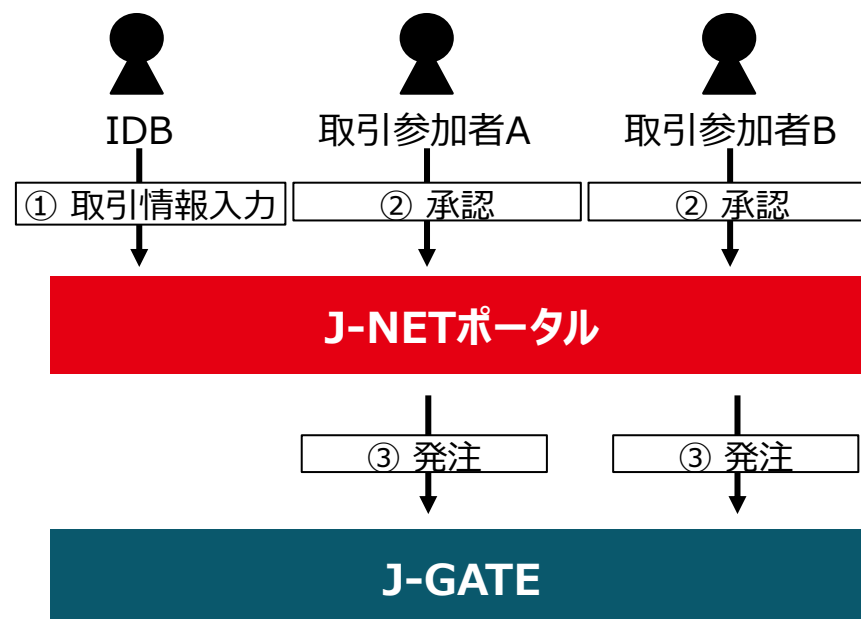 IDB
取引参加者A
取引参加者B
① 取引情報入力
② 承認
② 承認
J-NETポータル
③ 発注
③ 発注
J-GATE